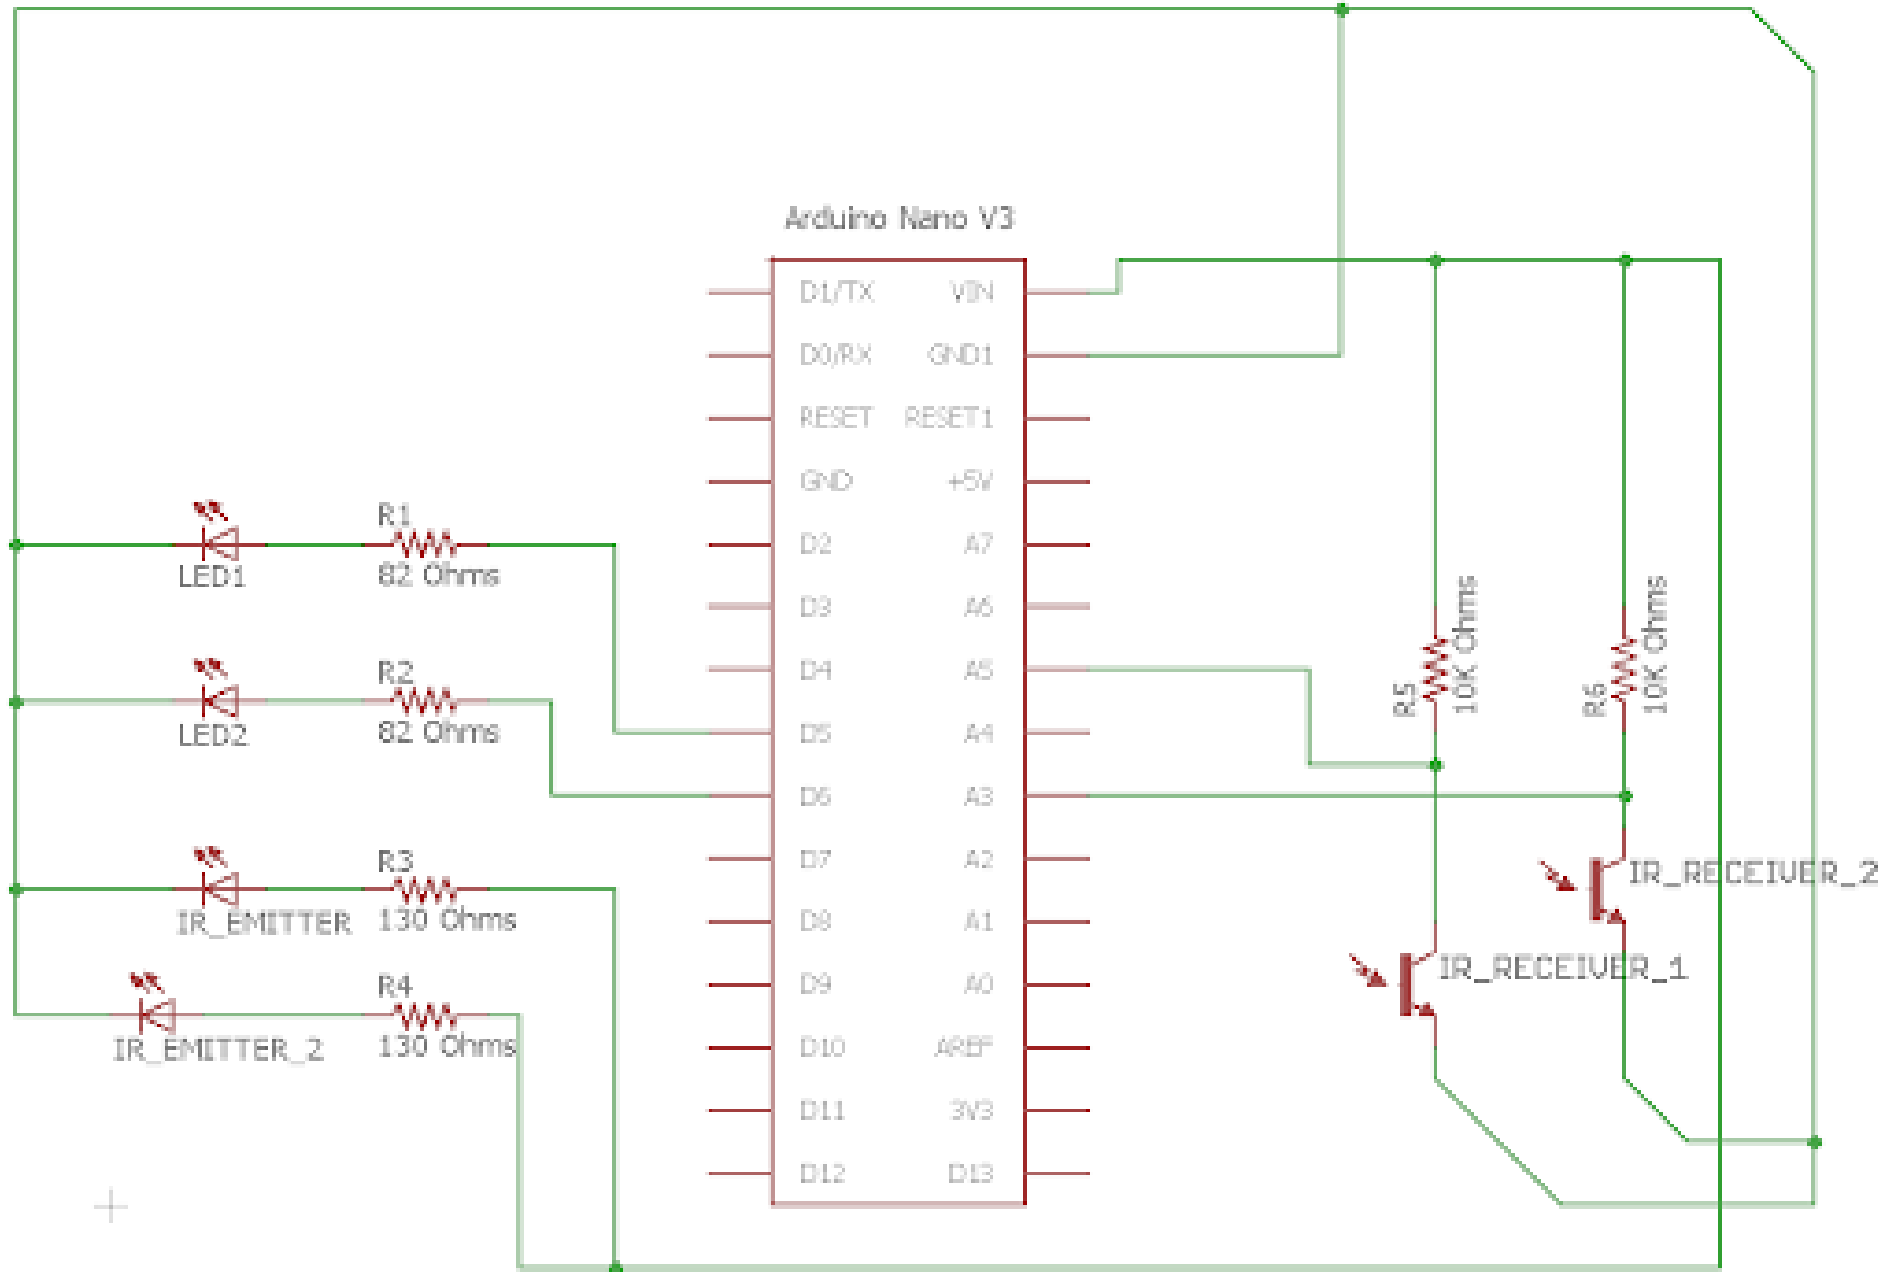 Arduino Nano V3
D1/TX VIN
D0/RX GND1
RESET RESET1
GND +5V
D2 A7
D3 A6
D4 A5
D5 A4
D6 A3
D7 A2
D8 A1
D9 A0
D10 AREF
D11 3V3
D12 D13
R1
LED1 82 Ohms
R2
LED2 82 Ohms
R3
IR_EMITTER 130 Ohms
R4
IR_EMITTER_2 130 Ohms
R5
10K Ohms
R6
10K Ohms
IR_RECEIVER_2
IR_RECEIVER_1